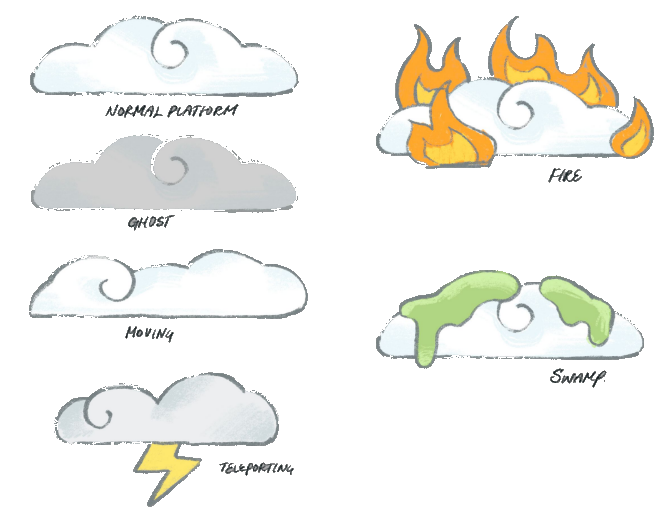 NORMAL PLATFORM
GHOST
MOVING
TELEPORTING
FIRE
SWAMP.